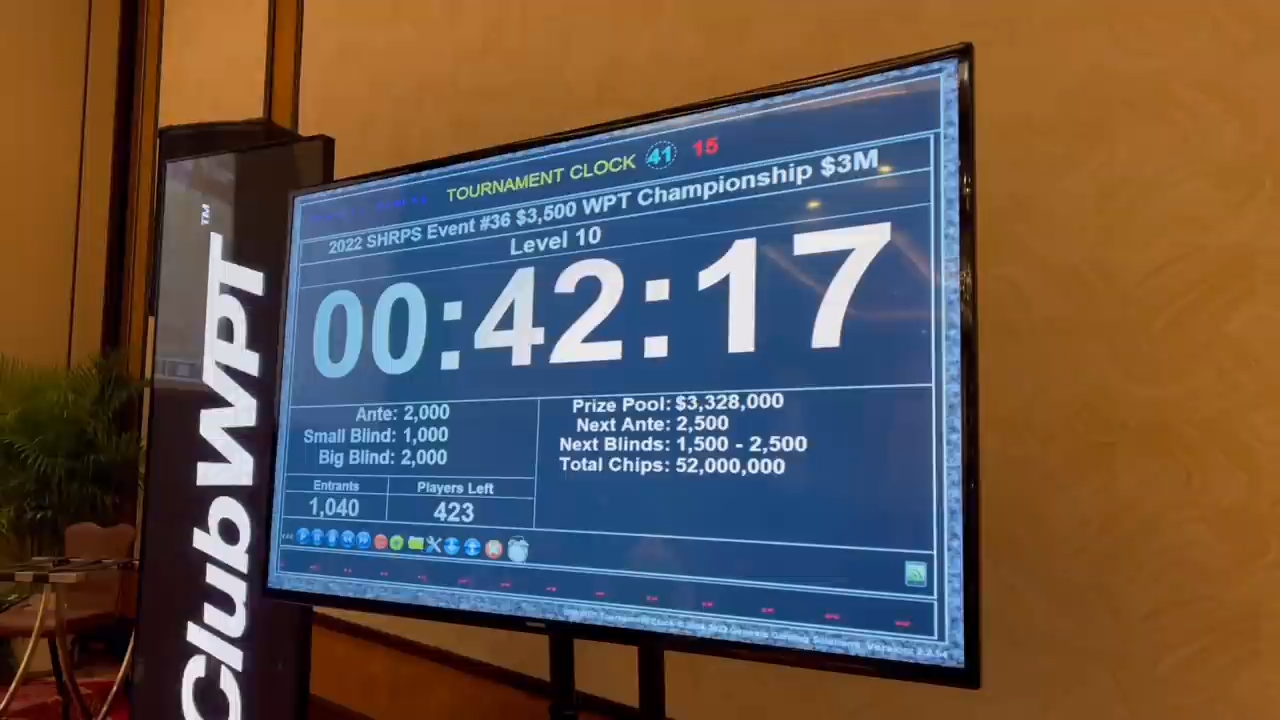 TOURNAMENT CLOCK 41 15
2022 SHRPS Event #36 $3,500 WPT Championship $3M
Level 10
00:42:17
Ante: 2,000
Small Blind: 1,000
Big Blind: 2,000
Entrants
Players Left
1,040
423
Prize Pool: $3,328,000
Next Ante: 2,500
Next Blinds: 1,500 - 2,500
Total Chips: 52,000,000
ClubWPT™